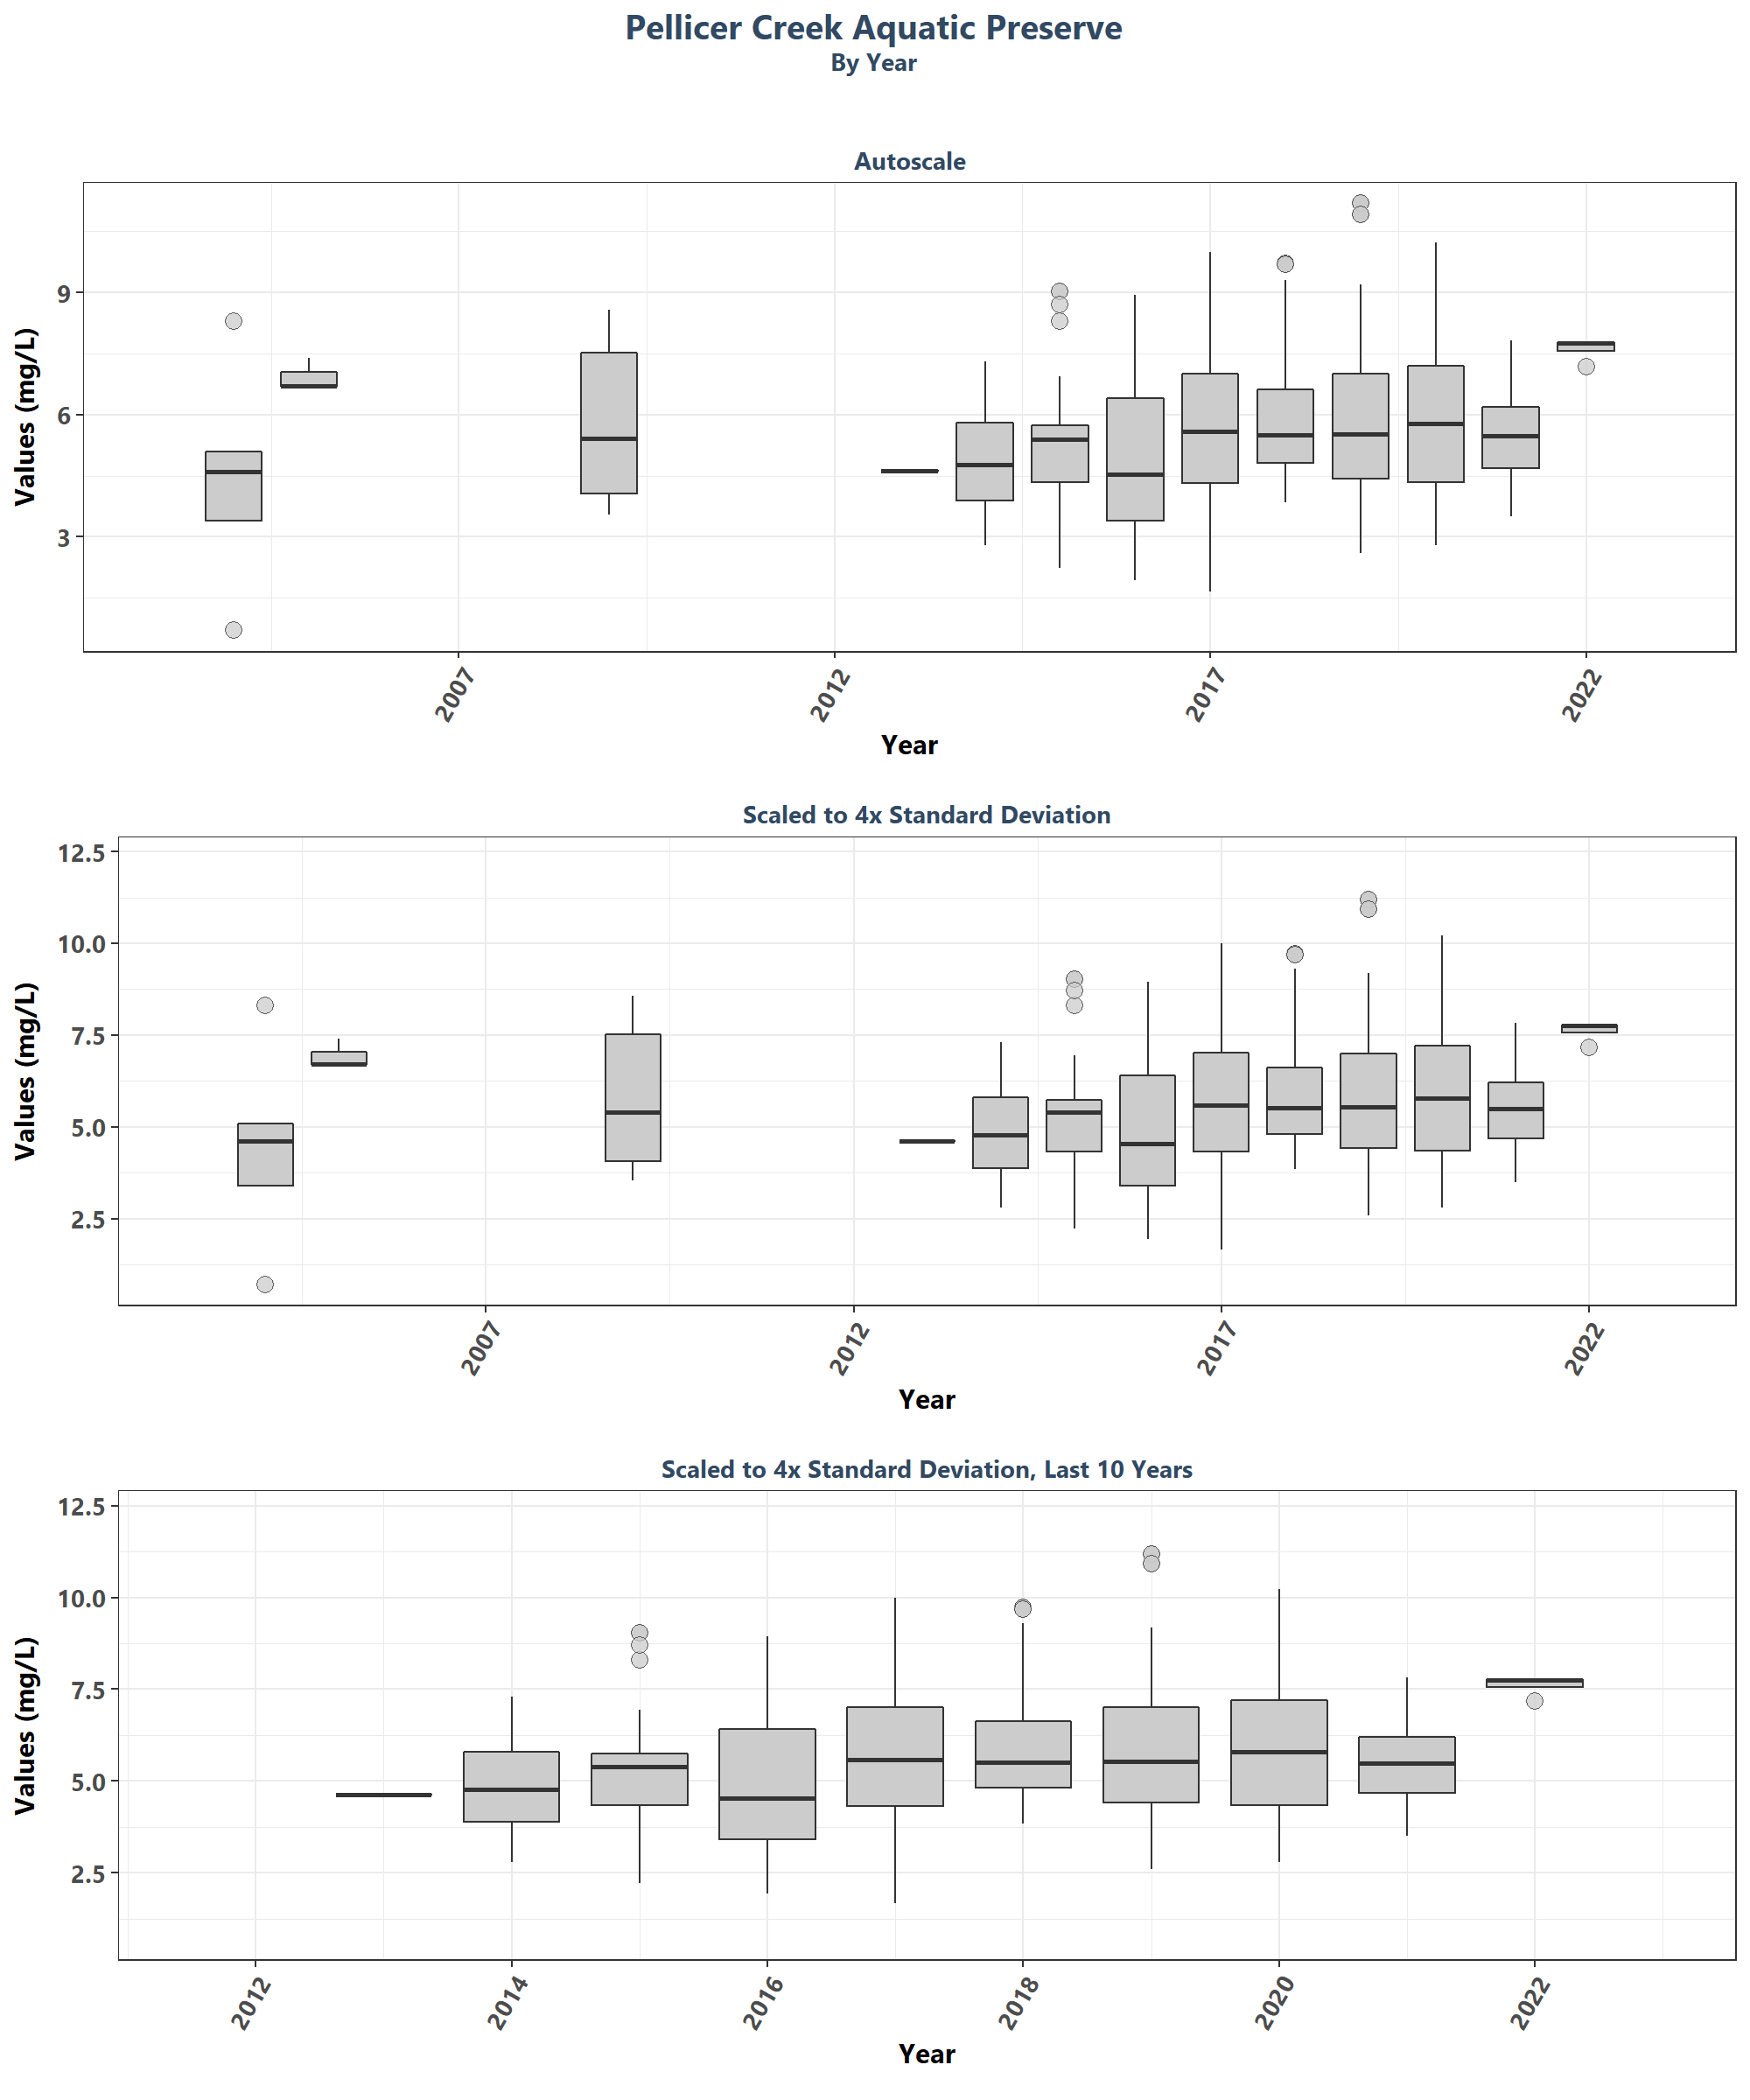 Pellicer Creek Aquatic Preserve
By Year
Autoscale
Values (mg/L)
9
6
3
2007
2012
2017
2022
Year
Scaled to 4x Standard Deviation
Values (mg/L)
12.5
10.0
7.5
5.0
2.5
2007
2012
2017
2022
Year
Scaled to 4x Standard Deviation, Last 10 Years
Values (mg/L)
12.5
10.0
7.5
5.0
2.5
2012
2014
2016
2018
2020
2022
Year